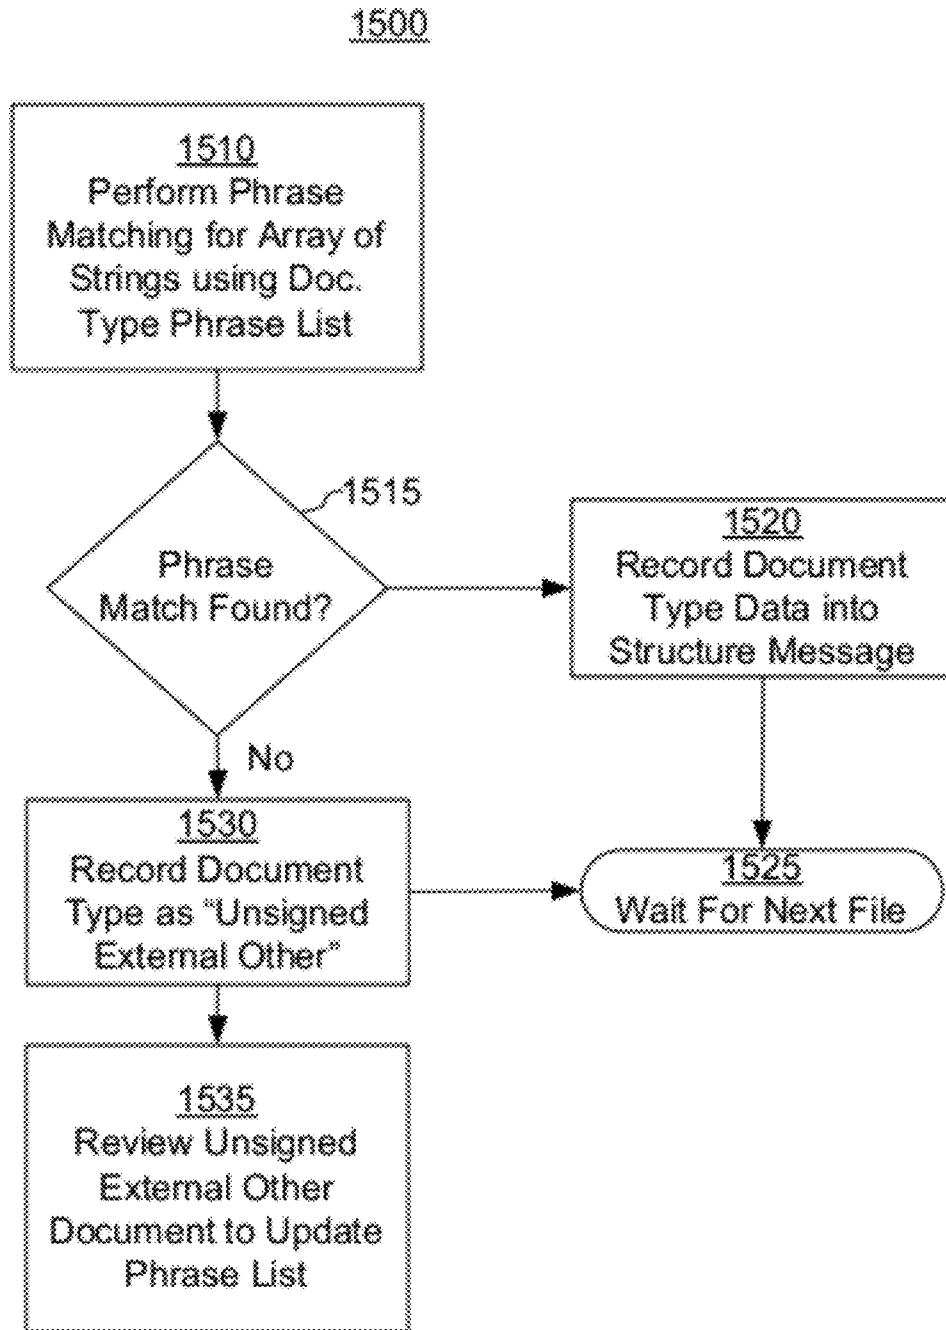 1500
1510
Perform Phrase
Matching for Array of
Strings using Doc.
Type Phrase List
1515
Phrase
Match Found?
1520
Record Document
Type Data into
Structure Message
No
1530
Record Document
Type as “Unsigned
External Other”
1525
Wait For Next File
1535
Review Unsigned
External Other
Document to Update
Phrase List